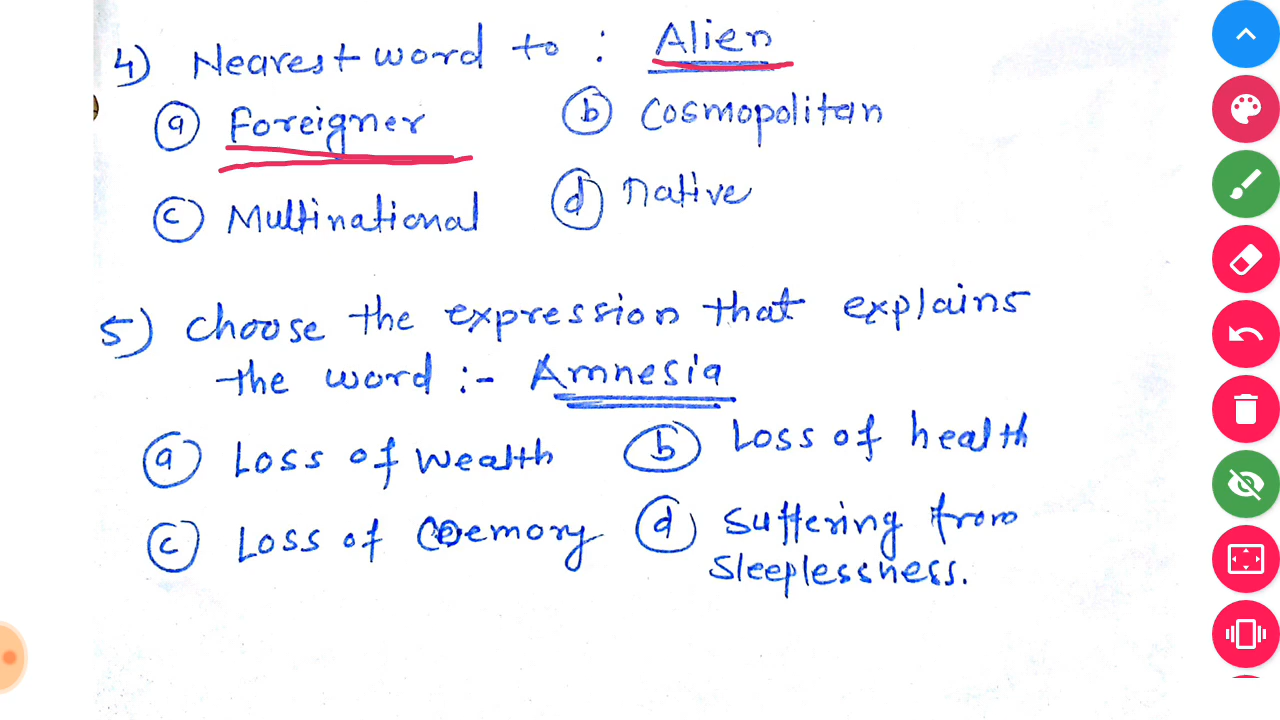 4) Nearest word to : Alien
a Foreigner b Cosmopolitan
c Multinational d Native
5) Choose the expression that explains
the word :- Amnesia
a Loss of wealth b Loss of health
c Loss of memory d Suffering from
Sleeplessness.